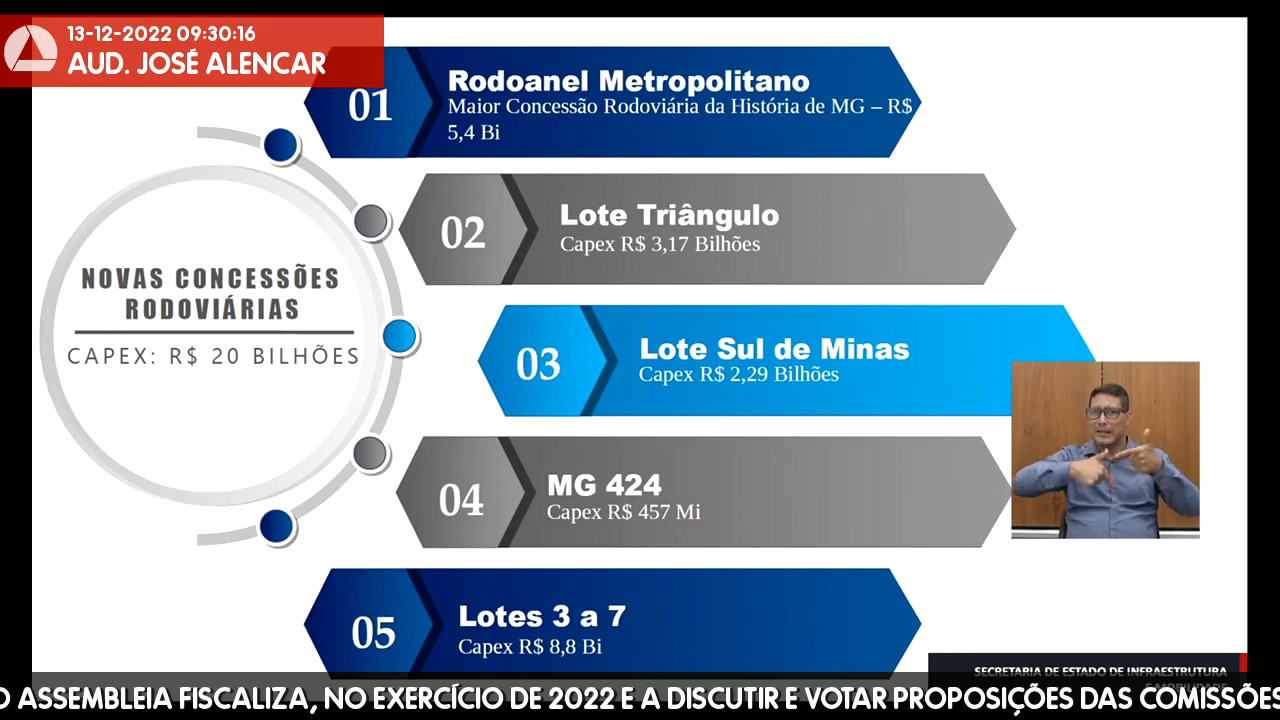 13-12-2022 09:30:16
AUD. JOSÉ ALENCAR
01
Rodoanel Metropolitano
Maior Concessão Rodoviária da História de MG – R$
5,4 Bi
02
Lote Triângulo
Capex R$ 3,17 Bilhões
NOVAS CONCESSÕES
RODOVIÁRIAS
CAPEX: R$ 20 BILHÕES
03
Lote Sul de Minas
Capex R$ 2,29 Bilhões
04
MG 424
Capex R$ 457 Mi
05
Lotes 3 a 7
Capex R$ 8,8 Bi
SECRETARIA DE ESTADO DE INFRAESTRUTURA
E MOBILIDADE
O ASSEMBLEIA FISCALIZA, NO EXERCÍCIO DE 2022 E A DISCUTIR E VOTAR PROPOSIÇÕES DAS COMISSÕES